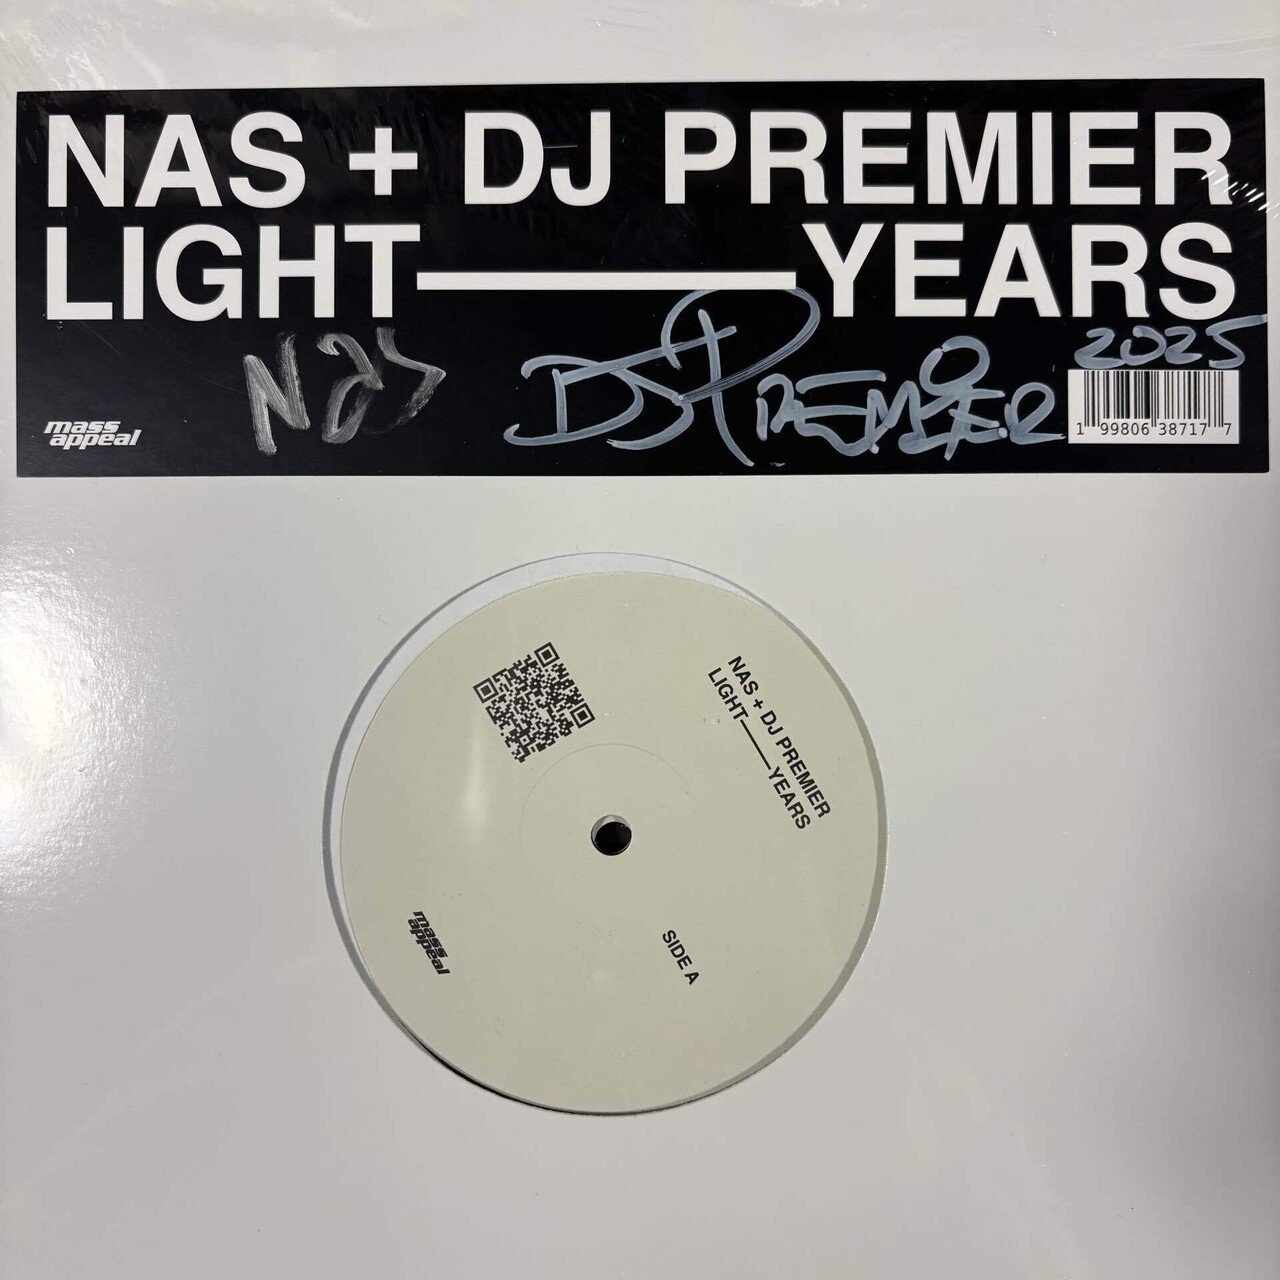 NAS + DJ PREMIER
LIGHT———YEARS
Nas
DJ PREMIER
2025
mass
appeal
1 99806 38717 7
NAS + DJ PREMIER
LIGHT———YEARS
SIDE A
mass
appeal